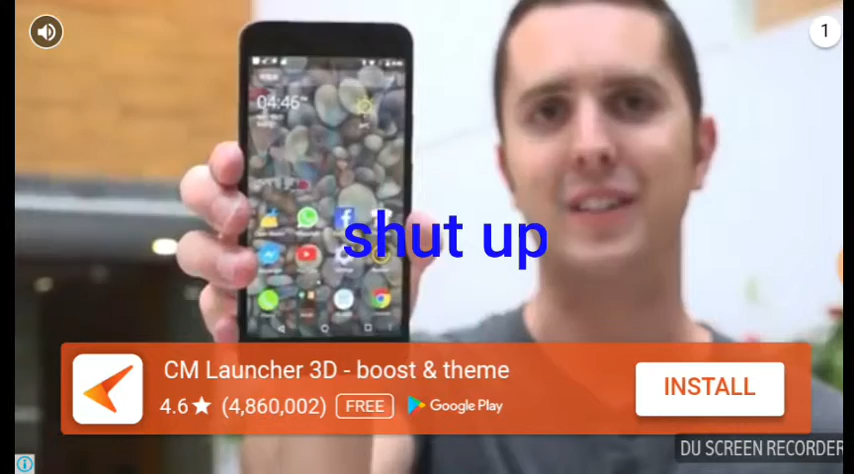 1
04:46
shut up
CM Launcher 3D - boost & theme
4.6★ (4,860,002) FREE Google Play
INSTALL
DU SCREEN RECORDER